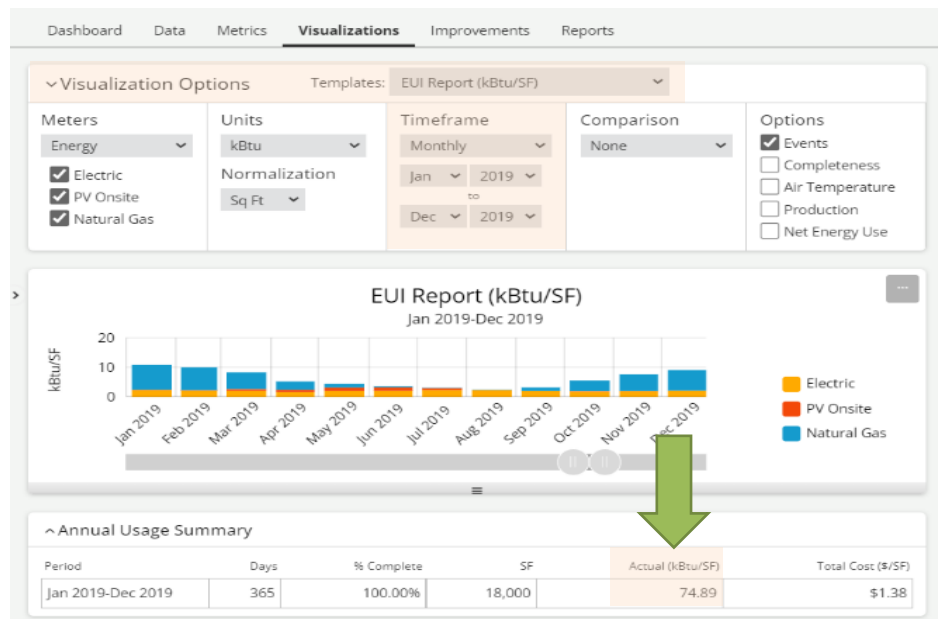 Dashboard Data Metrics Visualizations Improvements Reports
Visualization Options Templates: EUI Report (kBtu/SF)
Meters Units Timeframe Comparison Options
Energy kBtu Monthly None Events
Electric Normalization Jan 2019 Completeness
PV Onsite Sq Ft to Air Temperature
Natural Gas Dec 2019 Production
Net Energy Use
EUI Report (kBtu/SF)
Jan 2019-Dec 2019
kBtu/SF
20
10
0
Jan 2019 Feb 2019 Mar 2019 Apr 2019 May 2019 Jun 2019 Jul 2019 Aug 2019 Sep 2019 Oct 2019 Nov 2019 Dec 2019
Electric
PV Onsite
Natural Gas
Annual Usage Summary
Period Days % Complete SF Actual (kBtu/SF) Total Cost ($/SF)
Jan 2019-Dec 2019 365 100.00% 18,000 74.89 $1.38